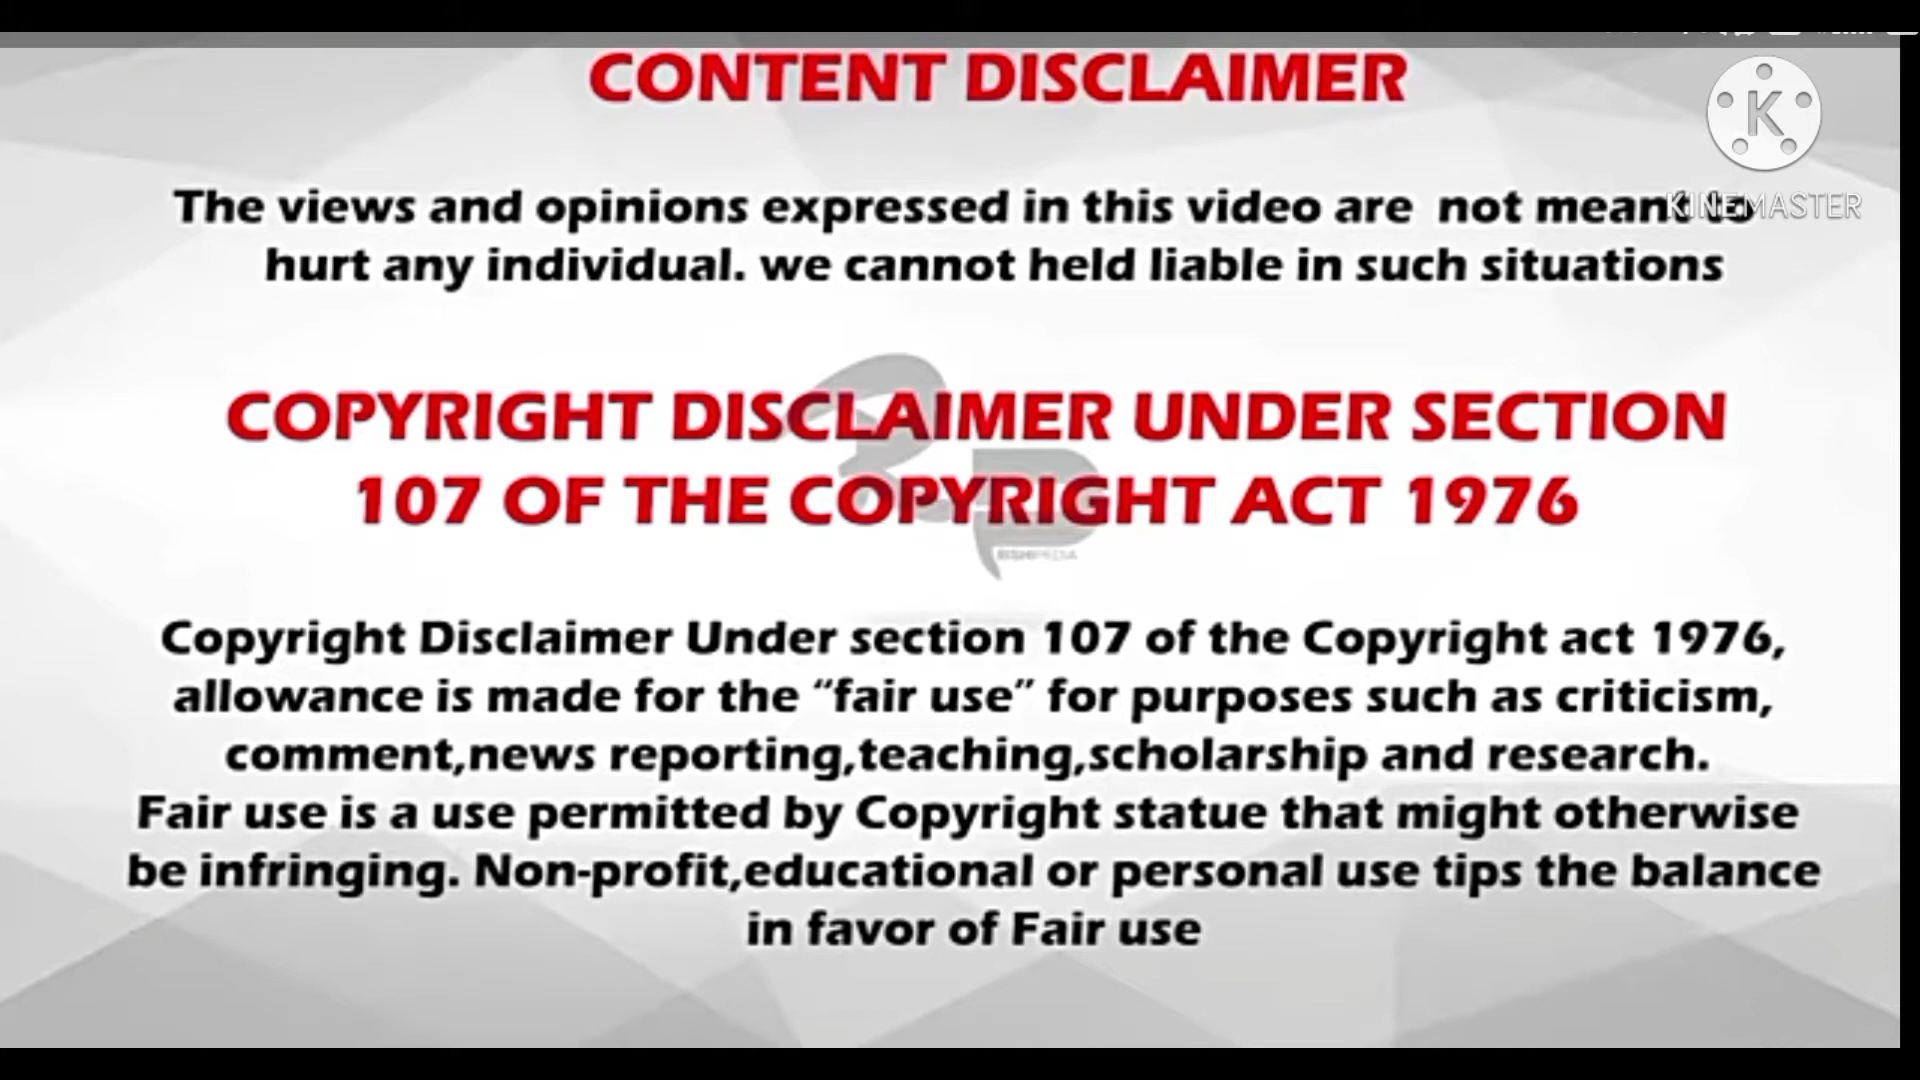 CONTENT DISCLAIMER
K
The views and opinions expressed in this video are not meant to
KINEMASTER
hurt any individual. we cannot held liable in such situations
COPYRIGHT DISCLAIMER UNDER SECTION
107 OF THE COPYRIGHT ACT 1976
Copyright Disclaimer Under section 107 of the Copyright act 1976,
allowance is made for the “fair use” for purposes such as criticism,
comment,news reporting,teaching,scholarship and research.
Fair use is a use permitted by Copyright statue that might otherwise
be infringing. Non-profit,educational or personal use tips the balance
in favor of Fair use